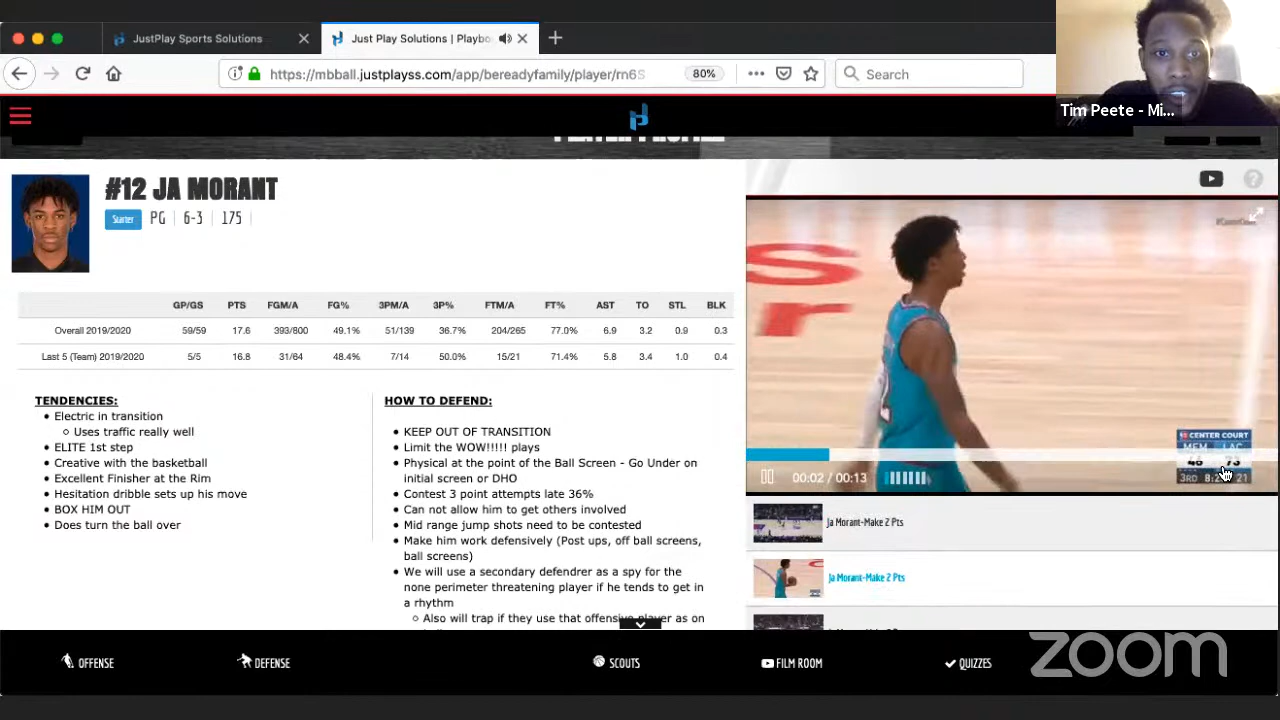 JustPlay Sports Solutions
Just Play Solutions | Playbo
https://mbball.justplayss.com/app/bereadyfamily/player/rn6S
80%
Search
Tim Peete - Mi...
#12 JA MORANT
Starter PG 6-3 175
GP/GS PTS FGM/A FG% 3PM/A 3P% FTM/A FT% AST TO STL BLK
Overall 2019/2020 59/59 17.6 393/800 49.1% 51/139 36.7% 204/265 77.0% 6.9 3.2 0.9 0.3
Last 5 (Team) 2019/2020 5/5 16.8 31/64 48.4% 7/14 50.0% 15/21 71.4% 5.8 3.4 1.0 0.4
TENDENCIES:
Electric in transition
Uses traffic really well
ELITE 1st step
Creative with the basketball
Excellent Finisher at the Rim
Hesitation dribble sets up his move
BOX HIM OUT
Does turn the ball over
HOW TO DEFEND:
KEEP OUT OF TRANSITION
Limit the WOW!!!!! plays
Physical at the point of the Ball Screen - Go Under on
initial screen or DHO
Contest 3 point attempts late 36%
Can not allow him to get others involved
Mid range jump shots need to be contested
Make him work defensively (Post ups, off ball screens,
ball screens)
We will use a secondary defendrer as a spy for the
none perimeter threatening player if he tends to get in
a rhythm
Also will trap if they use that offensive player as on
CENTER COURT
MEM LAC
46 73
3RD 21
00:02 / 00:13
Ja Morant-Make 2 Pts
Ja Morant-Make 2 Pts
OFFENSE
DEFENSE
SCOUTS
FILM ROOM
QUIZZES
zoom